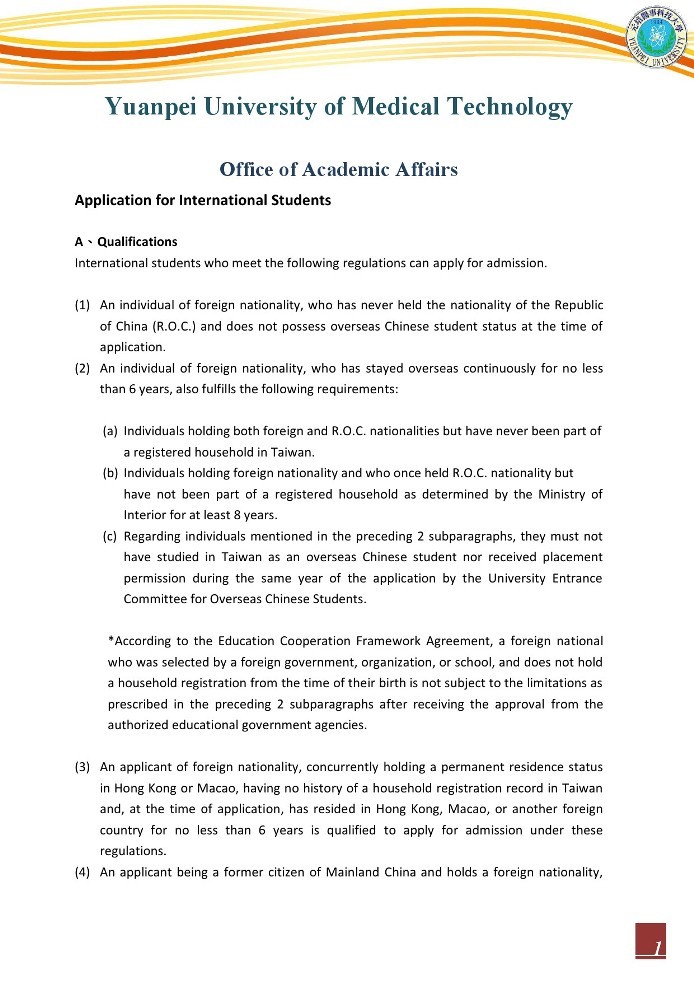 元培醫事科技大學
YUANPEI UNIVERSITY
Yuanpei University of Medical Technology
Office of Academic Affairs
Application for International Students
A、Qualifications
International students who meet the following regulations can apply for admission.
(1) An individual of foreign nationality, who has never held the nationality of the Republic
of China (R.O.C.) and does not possess overseas Chinese student status at the time of
application.
(2) An individual of foreign nationality, who has stayed overseas continuously for no less
than 6 years, also fulfills the following requirements:
(a) Individuals holding both foreign and R.O.C. nationalities but have never been part of
a registered household in Taiwan.
(b) Individuals holding foreign nationality and who once held R.O.C. nationality but
have not been part of a registered household as determined by the Ministry of
Interior for at least 8 years.
(c) Regarding individuals mentioned in the preceding 2 subparagraphs, they must not
have studied in Taiwan as an overseas Chinese student nor received placement
permission during the same year of the application by the University Entrance
Committee for Overseas Chinese Students.
*According to the Education Cooperation Framework Agreement, a foreign national
who was selected by a foreign government, organization, or school, and does not hold
a household registration from the time of their birth is not subject to the limitations as
prescribed in the preceding 2 subparagraphs after receiving the approval from the
authorized educational government agencies.
(3) An applicant of foreign nationality, concurrently holding a permanent residence status
in Hong Kong or Macao, having no history of a household registration record in Taiwan
and, at the time of application, has resided in Hong Kong, Macao, or another foreign
country for no less than 6 years is qualified to apply for admission under these
regulations.
(4) An applicant being a former citizen of Mainland China and holds a foreign nationality,
1